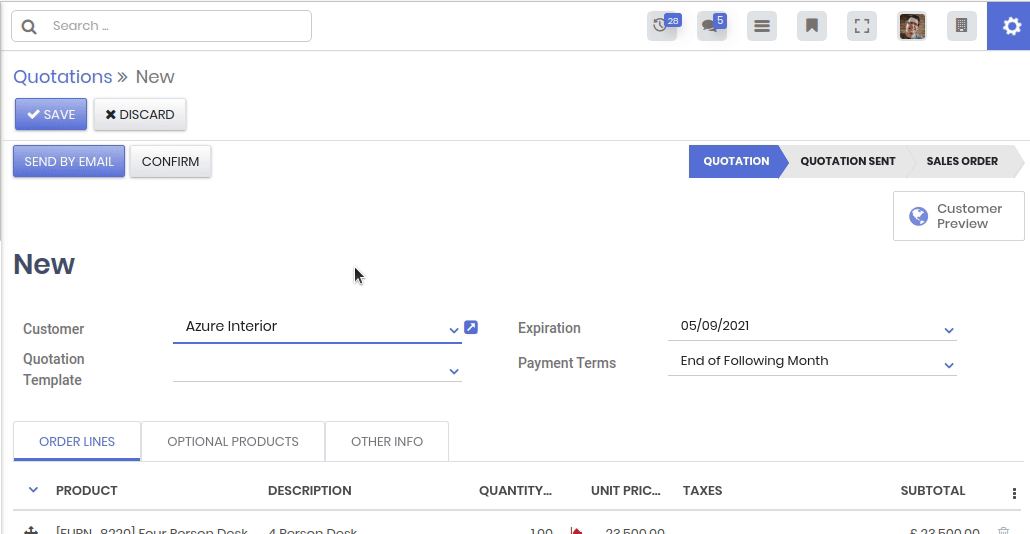 Search ...
28
5
Quotations » New
SAVE
DISCARD
SEND BY EMAIL
CONFIRM
QUOTATION
QUOTATION SENT
SALES ORDER
Customer
Preview
New
Customer
Azure Interior
Expiration
05/09/2021
Quotation
Template
Payment Terms
End of Following Month
ORDER LINES
OPTIONAL PRODUCTS
OTHER INFO
PRODUCT
DESCRIPTION
QUANTITY...
UNIT PRIC...
TAXES
SUBTOTAL
[FURN_8220] Four Person Desk
4 Person Desk
1.00
23,500.00
£ 23,500.00